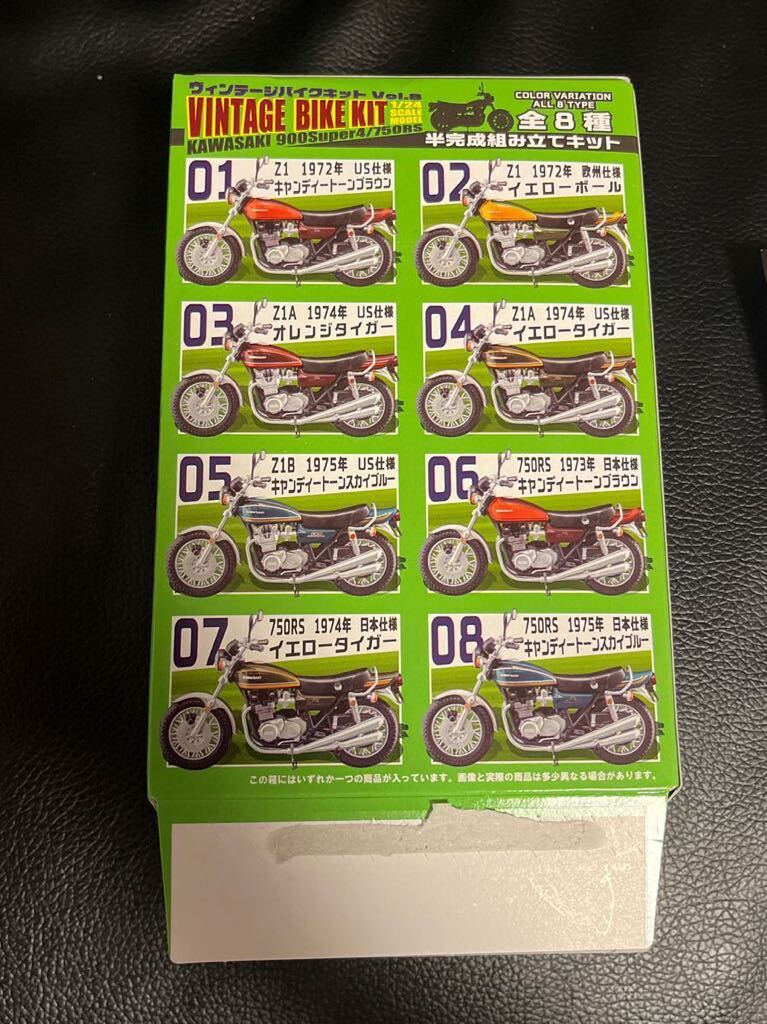 ヴィンテージバイクキット Vol.8
VINTAGE BIKE KIT
1/24
SCALE
MODEL
KAWASAKI 900Super4/750RS
COLOR VARIATION
ALL 8 TYPE
全8種
半完成組み立てキット
01
Z1 1972年 US仕様
キャンディートーンブラウン
02
Z1 1972年 欧州仕様
イエローボール
03
Z1A 1974年 US仕様
オレンジタイガー
04
Z1A 1974年 US仕様
イエロータイガー
05
Z1B 1975年 US仕様
キャンディートーンスカイブルー
06
750RS 1973年 日本仕様
キャンディートーンブラウン
07
750RS 1974年 日本仕様
イエロータイガー
08
750RS 1975年 日本仕様
キャンディートーンスカイブルー
この箱にはいずれか一つの商品が入っています。画像と実際の商品は多少異なる場合があります。